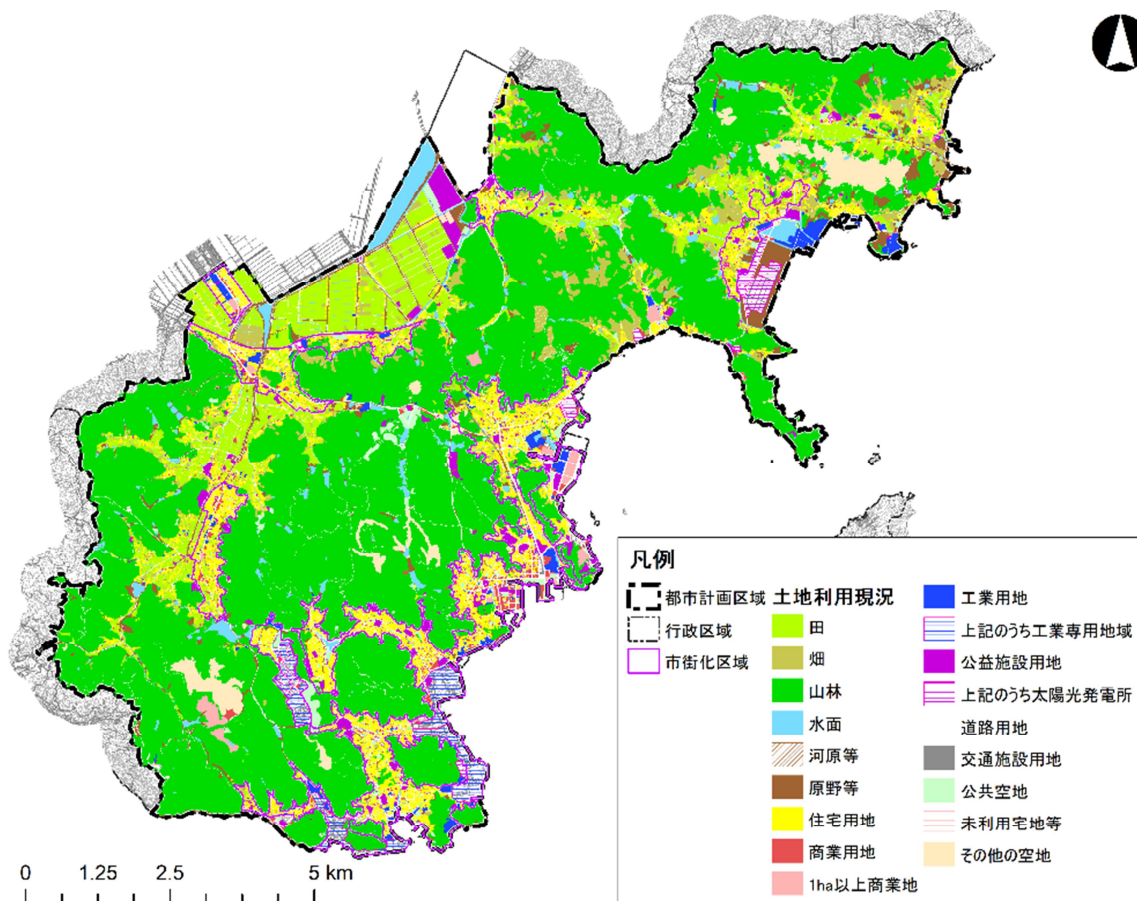 凡例
都市計画区域
行政区域
市街化区域
土地利用現況
田
畑
山林
水面
河原等
原野等
住宅用地
商業用地
1ha以上商業地
工業用地
上記のうち工業専用地域
公益施設用地
上記のうち太陽光発電所
道路用地
交通施設用地
公共空地
未利用宅地等
その他の空地
0 1.25 2.5 5 km